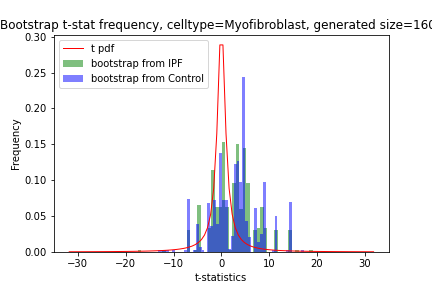 Bootstrap t-stat frequency, celltype=Myofibroblast, generated size=160
0.30
0.25
0.20
0.15
0.10
0.05
0.00
Frequency
t pdf
bootstrap from IPF
bootstrap from Control
−30 −20 −10 0 10 20 30
t-statistics